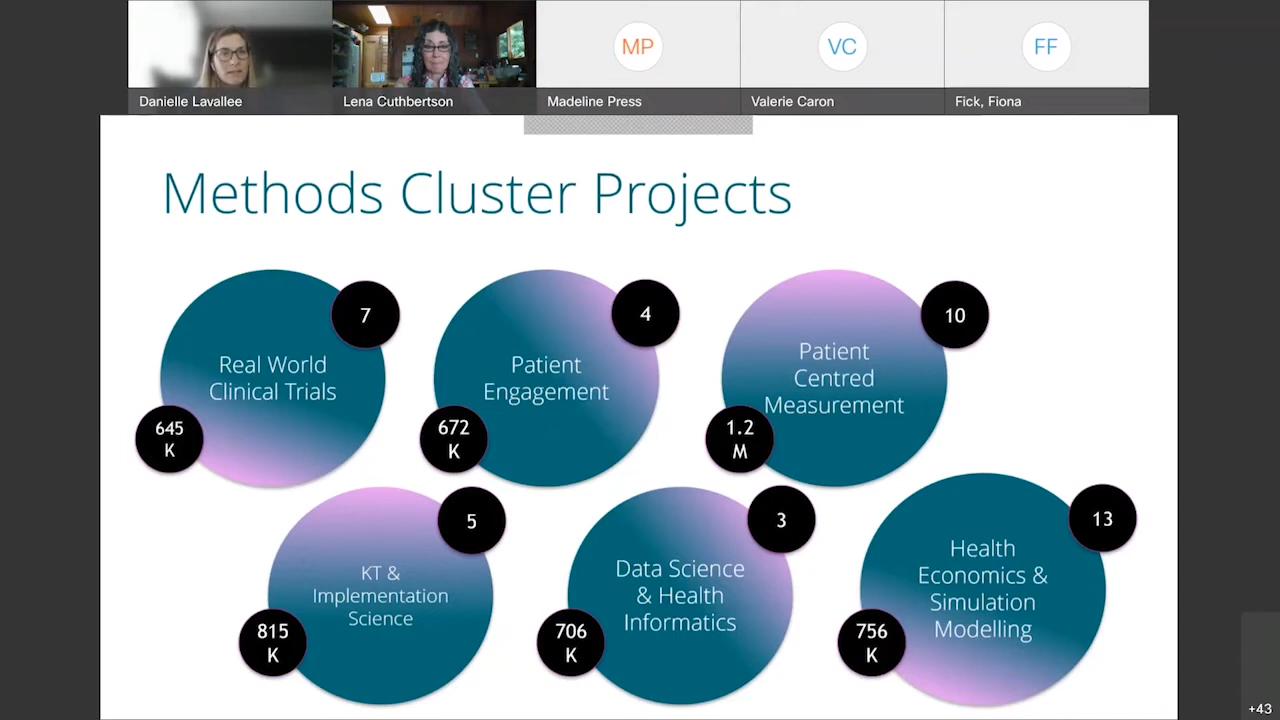 MP
VC
FF
Danielle Lavallee
Lena Cuthbertson
Madeline Press
Valerie Caron
Fick, Fiona
Methods Cluster Projects
7
Real World
Clinical Trials
645
K
4
Patient
Engagement
672
K
10
Patient
Centred
Measurement
1.2
M
5
KT &
Implementation
Science
815
K
3
Data Science
& Health
Informatics
706
K
13
Health
Economics &
Simulation
Modelling
756
K
+43